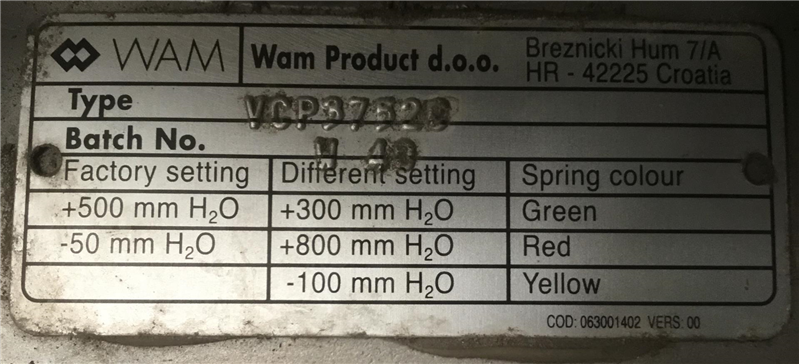 WAM
Wam Product d.o.o.
Breznicki Hum 7/A
HR - 42225 Croatia
Type VCP37523
Batch No.
Factory setting Different setting Spring colour
+500 mm H₂O +300 mm H₂O Green
-50 mm H₂O +800 mm H₂O Red
-100 mm H₂O Yellow
COD: 063001402 VERS: 00